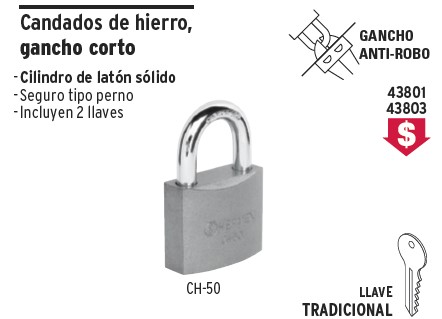 Candados de hierro,
gancho corto
- Cilindro de latón sólido
- Seguro tipo perno
- Incluyen 2 llaves
GANCHO
ANTI-ROBO
43801
43803
$
CH-50
LLAVE
TRADICIONAL